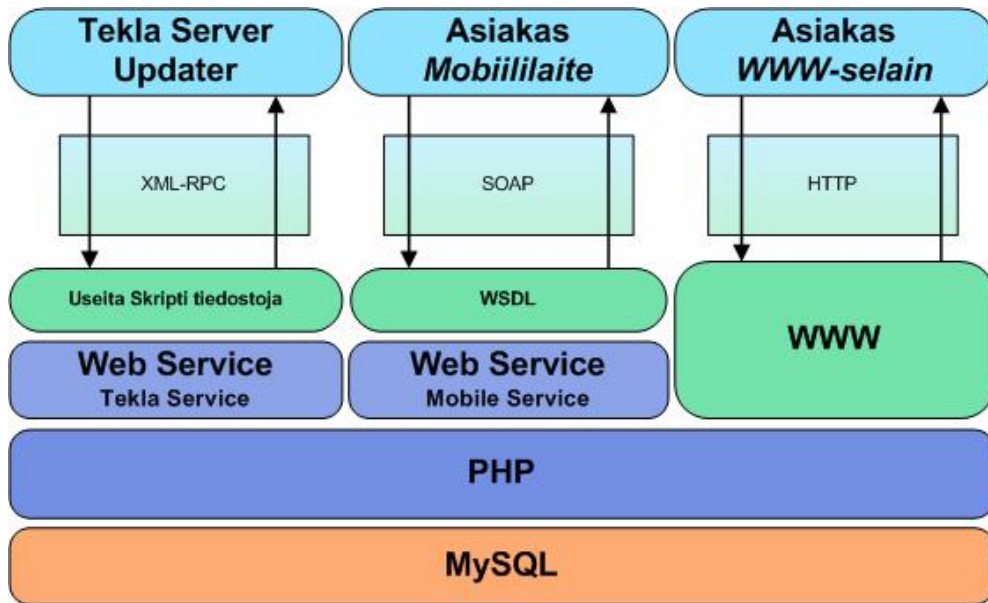 Tekla Server
Updater
Asiakas
Mobiililaite
Asiakas
WWW-selain
XML-RPC
SOAP
HTTP
Useita Skripti tiedostoja
WSDL
WWW
Web Service
Tekla Service
Web Service
Mobile Service
PHP
MySQL